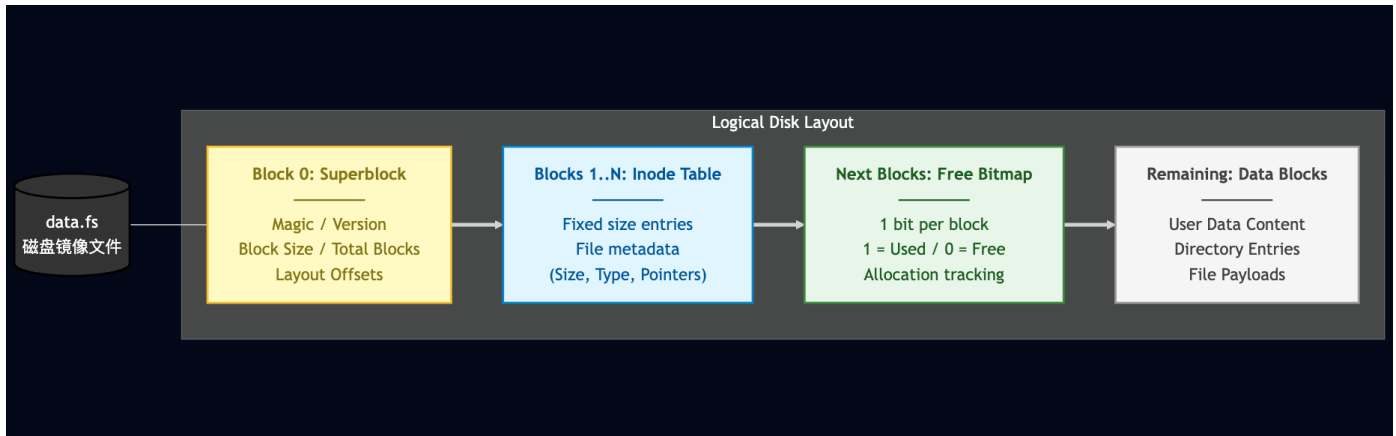 Logical Disk Layout
data.fs
磁盘镜像文件
Block 0: Superblock
Magic / Version
Block Size / Total Blocks
Layout Offsets
Blocks 1..N: Inode Table
Fixed size entries
File metadata
(Size, Type, Pointers)
Next Blocks: Free Bitmap
1 bit per block
1 = Used / 0 = Free
Allocation tracking
Remaining: Data Blocks
User Data Content
Directory Entries
File Payloads